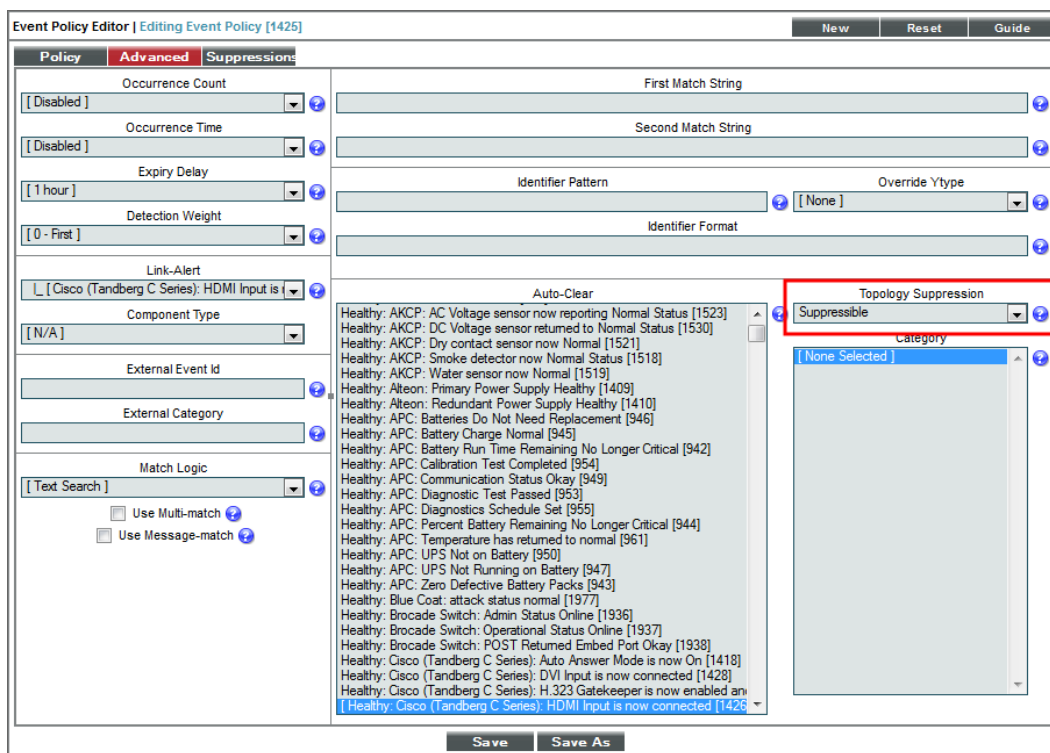 Event Policy Editor | Editing Event Policy [1425]
New
Reset
Guide
Policy
Advanced
Suppressions
Occurrence Count
[ Disabled ]
Occurrence Time
[ Disabled ]
Expiry Delay
[ 1 hour ]
Detection Weight
[ 0 - First ]
Link-Alert
|_ [ Cisco (Tandberg C Series): HDMI Input is
Component Type
[ N/A ]
External Event Id
External Category
Match Logic
[ Text Search ]
Use Multi-match
Use Message-match
First Match String
Second Match String
Identifier Pattern
Override Ytype
[ None ]
Identifier Format
Auto-Clear
Healthy: AKCP: AC Voltage sensor now reporting Normal Status [1523]
Healthy: AKCP: DC Voltage sensor returned to Normal Status [1530]
Healthy: AKCP: Dry contact sensor now Normal [1521]
Healthy: AKCP: Smoke detector now Normal Status [1518]
Healthy: AKCP: Water sensor now Normal [1519]
Healthy: Alteon: Primary Power Supply Healthy [1409]
Healthy: Alteon: Redundant Power Supply Healthy [1410]
Healthy: APC: Batteries Do Not Need Replacement [946]
Healthy: APC: Battery Charge Normal [945]
Healthy: APC: Battery Run Time Remaining No Longer Critical [942]
Healthy: APC: Calibration Test Completed [954]
Healthy: APC: Communication Status Okay [949]
Healthy: APC: Diagnostic Test Passed [953]
Healthy: APC: Diagnostics Schedule Set [955]
Healthy: APC: Percent Battery Remaining No Longer Critical [944]
Healthy: APC: Temperature has returned to normal [961]
Healthy: APC: UPS Not on Battery [950]
Healthy: APC: UPS Not Running on Battery [947]
Healthy: APC: Zero Defective Battery Packs [943]
Healthy: Blue Coat: attack status normal [1977]
Healthy: Brocade Switch: Admin Status Online [1936]
Healthy: Brocade Switch: Operational Status Online [1937]
Healthy: Brocade Switch: POST Returned Embed Port Okay [1938]
Healthy: Cisco (Tandberg C Series): Auto Answer Mode is now On [1418]
Healthy: Cisco (Tandberg C Series): DVI Input is now connected [1428]
Healthy: Cisco (Tandberg C Series): H.323 Gatekeeper is now enabled and
[ Healthy: Cisco (Tandberg C Series): HDMI Input is now connected [1426
Topology Suppression
Suppressible
Category
[ None Selected ]
Save
Save As